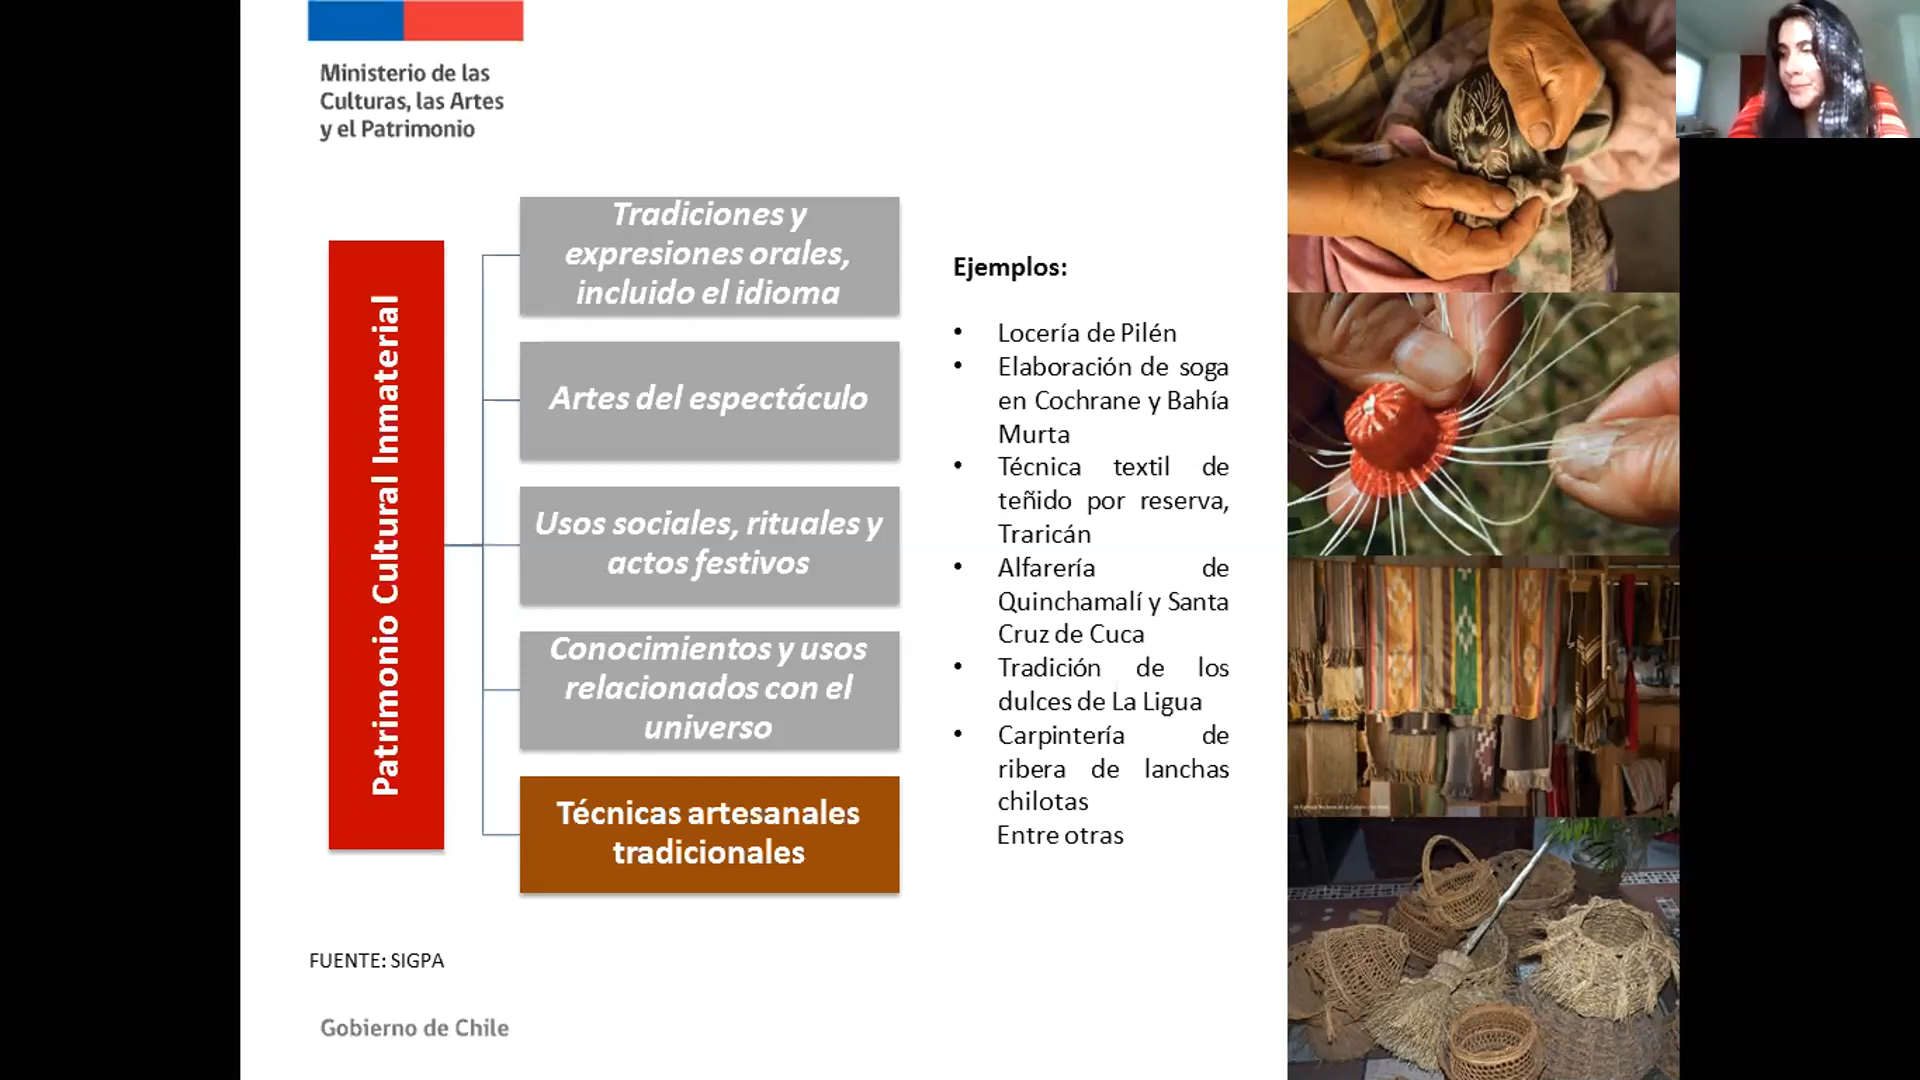 Ministerio de las
Culturas, las Artes
y el Patrimonio
Patrimonio Cultural Inmaterial
Tradiciones y
expresiones orales,
incluido el idioma
Artes del espectáculo
Usos sociales, rituales y
actos festivos
Conocimientos y usos
relacionados con el
universo
Técnicas artesanales
tradicionales
Ejemplos:
• Locería de Pilén
• Elaboración de soga
en Cochrane y Bahía
Murta
• Técnica textil de
teñido por reserva,
Traricán
• Alfarería de
Quinchamalí y Santa
Cruz de Cuca
• Tradición de los
dulces de La Ligua
• Carpintería de
ribera de lanchas
chilotas
Entre otras
FUENTE: SIGPA
Gobierno de Chile